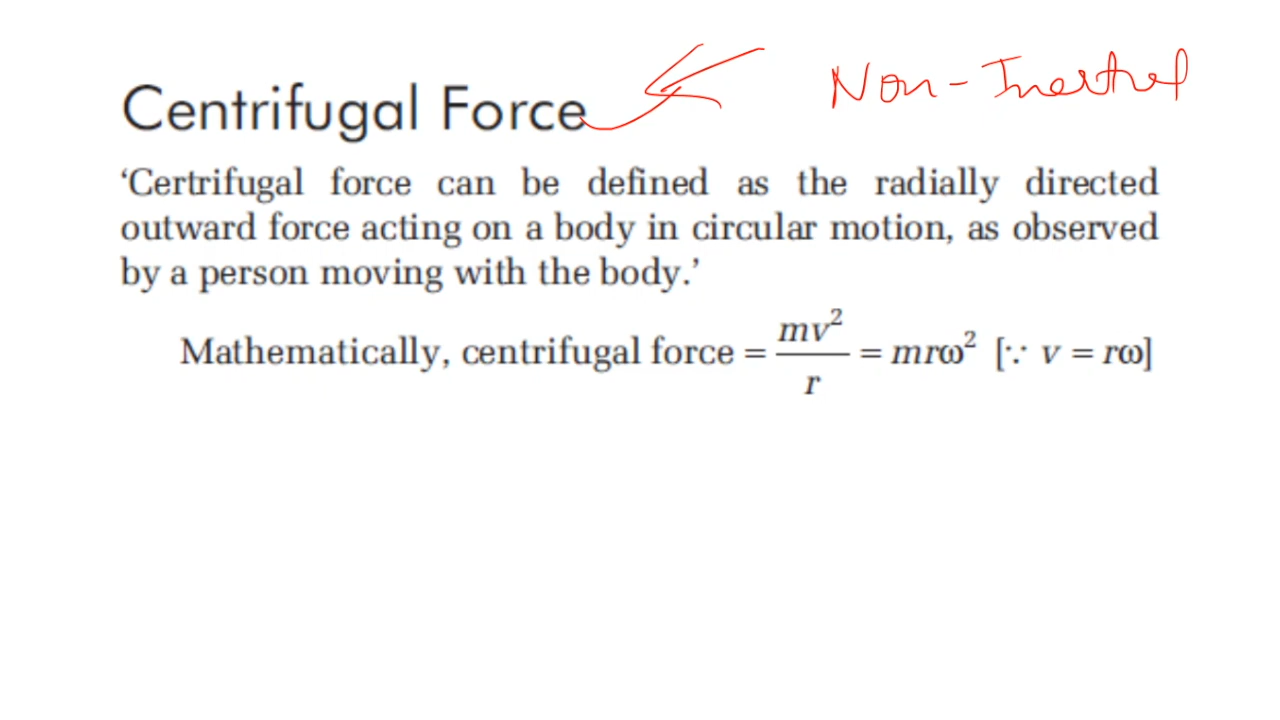 Non-Inertial
Centrifugal Force
‘Certrifugal force can be defined as the radially directed
outward force acting on a body in circular motion, as observed
by a person moving with the body.’
Mathematically, centrifugal force = mv²/r = mrω² [∵ v = rω]